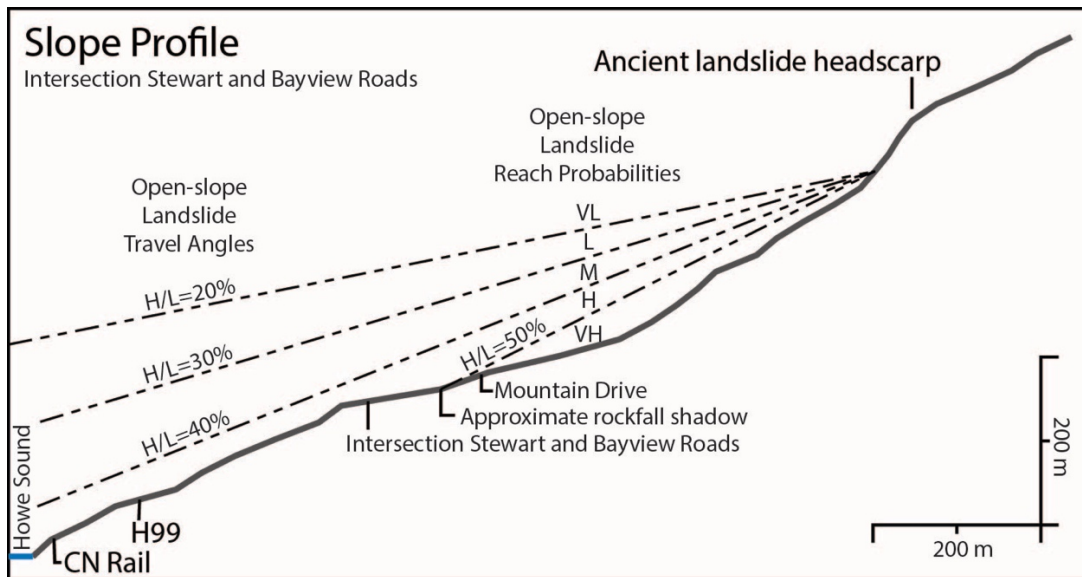 Slope Profile
Intersection Stewart and Bayview Roads
Ancient landslide headscarp
Open-slope
Landslide
Reach Probabilities
Open-slope
Landslide
Travel Angles
VL
L
M
H
VH
H/L=20%
H/L=30%
H/L=40%
H/L=50%
Mountain Drive
Approximate rockfall shadow
Intersection Stewart and Bayview Roads
Howe Sound
H99
CN Rail
200 m
200 m